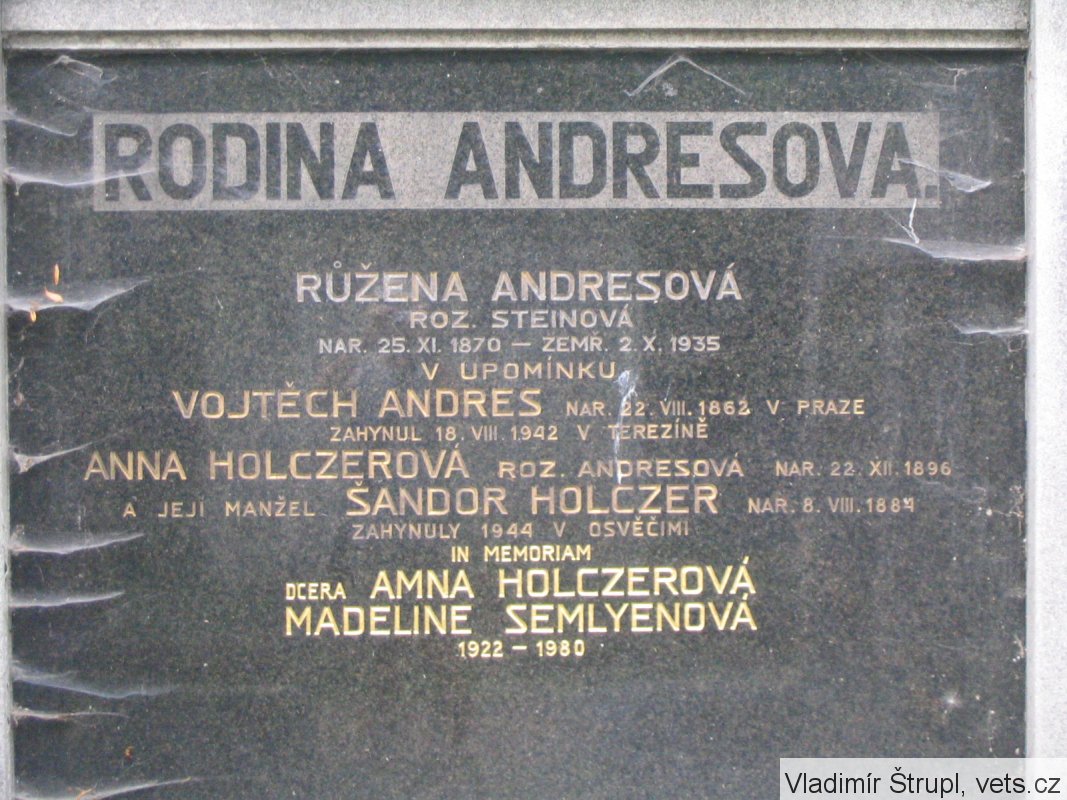 RODINA ANDRESOVA.
RŮŽENA ANDRESOVÁ
ROZ. STEINOVÁ
NAR. 25. XI. 1870 — ZEMŘ. 2. X. 1935
V UPOMÍNKU
VOJTĚCH ANDRES NAR. 22. VIII. 1862 V PRAZE
ZAHYNUL 18. VIII. 1942 V TEREZÍNĚ
ANNA HOLCZEROVÁ ROZ. ANDRESOVÁ NAR. 22. XII. 1896
A JEJÍ MANŽEL ŠANDOR HOLCZER NAR. 8. VIII. 1884
ZAHYNULY 1944 V OSVĚČIMI
IN MEMORIAM
DCERA AMNA HOLCZEROVÁ
MADELINE SEMLYENOVÁ
1922 — 1980
Vladimír Štrupl, vets.cz